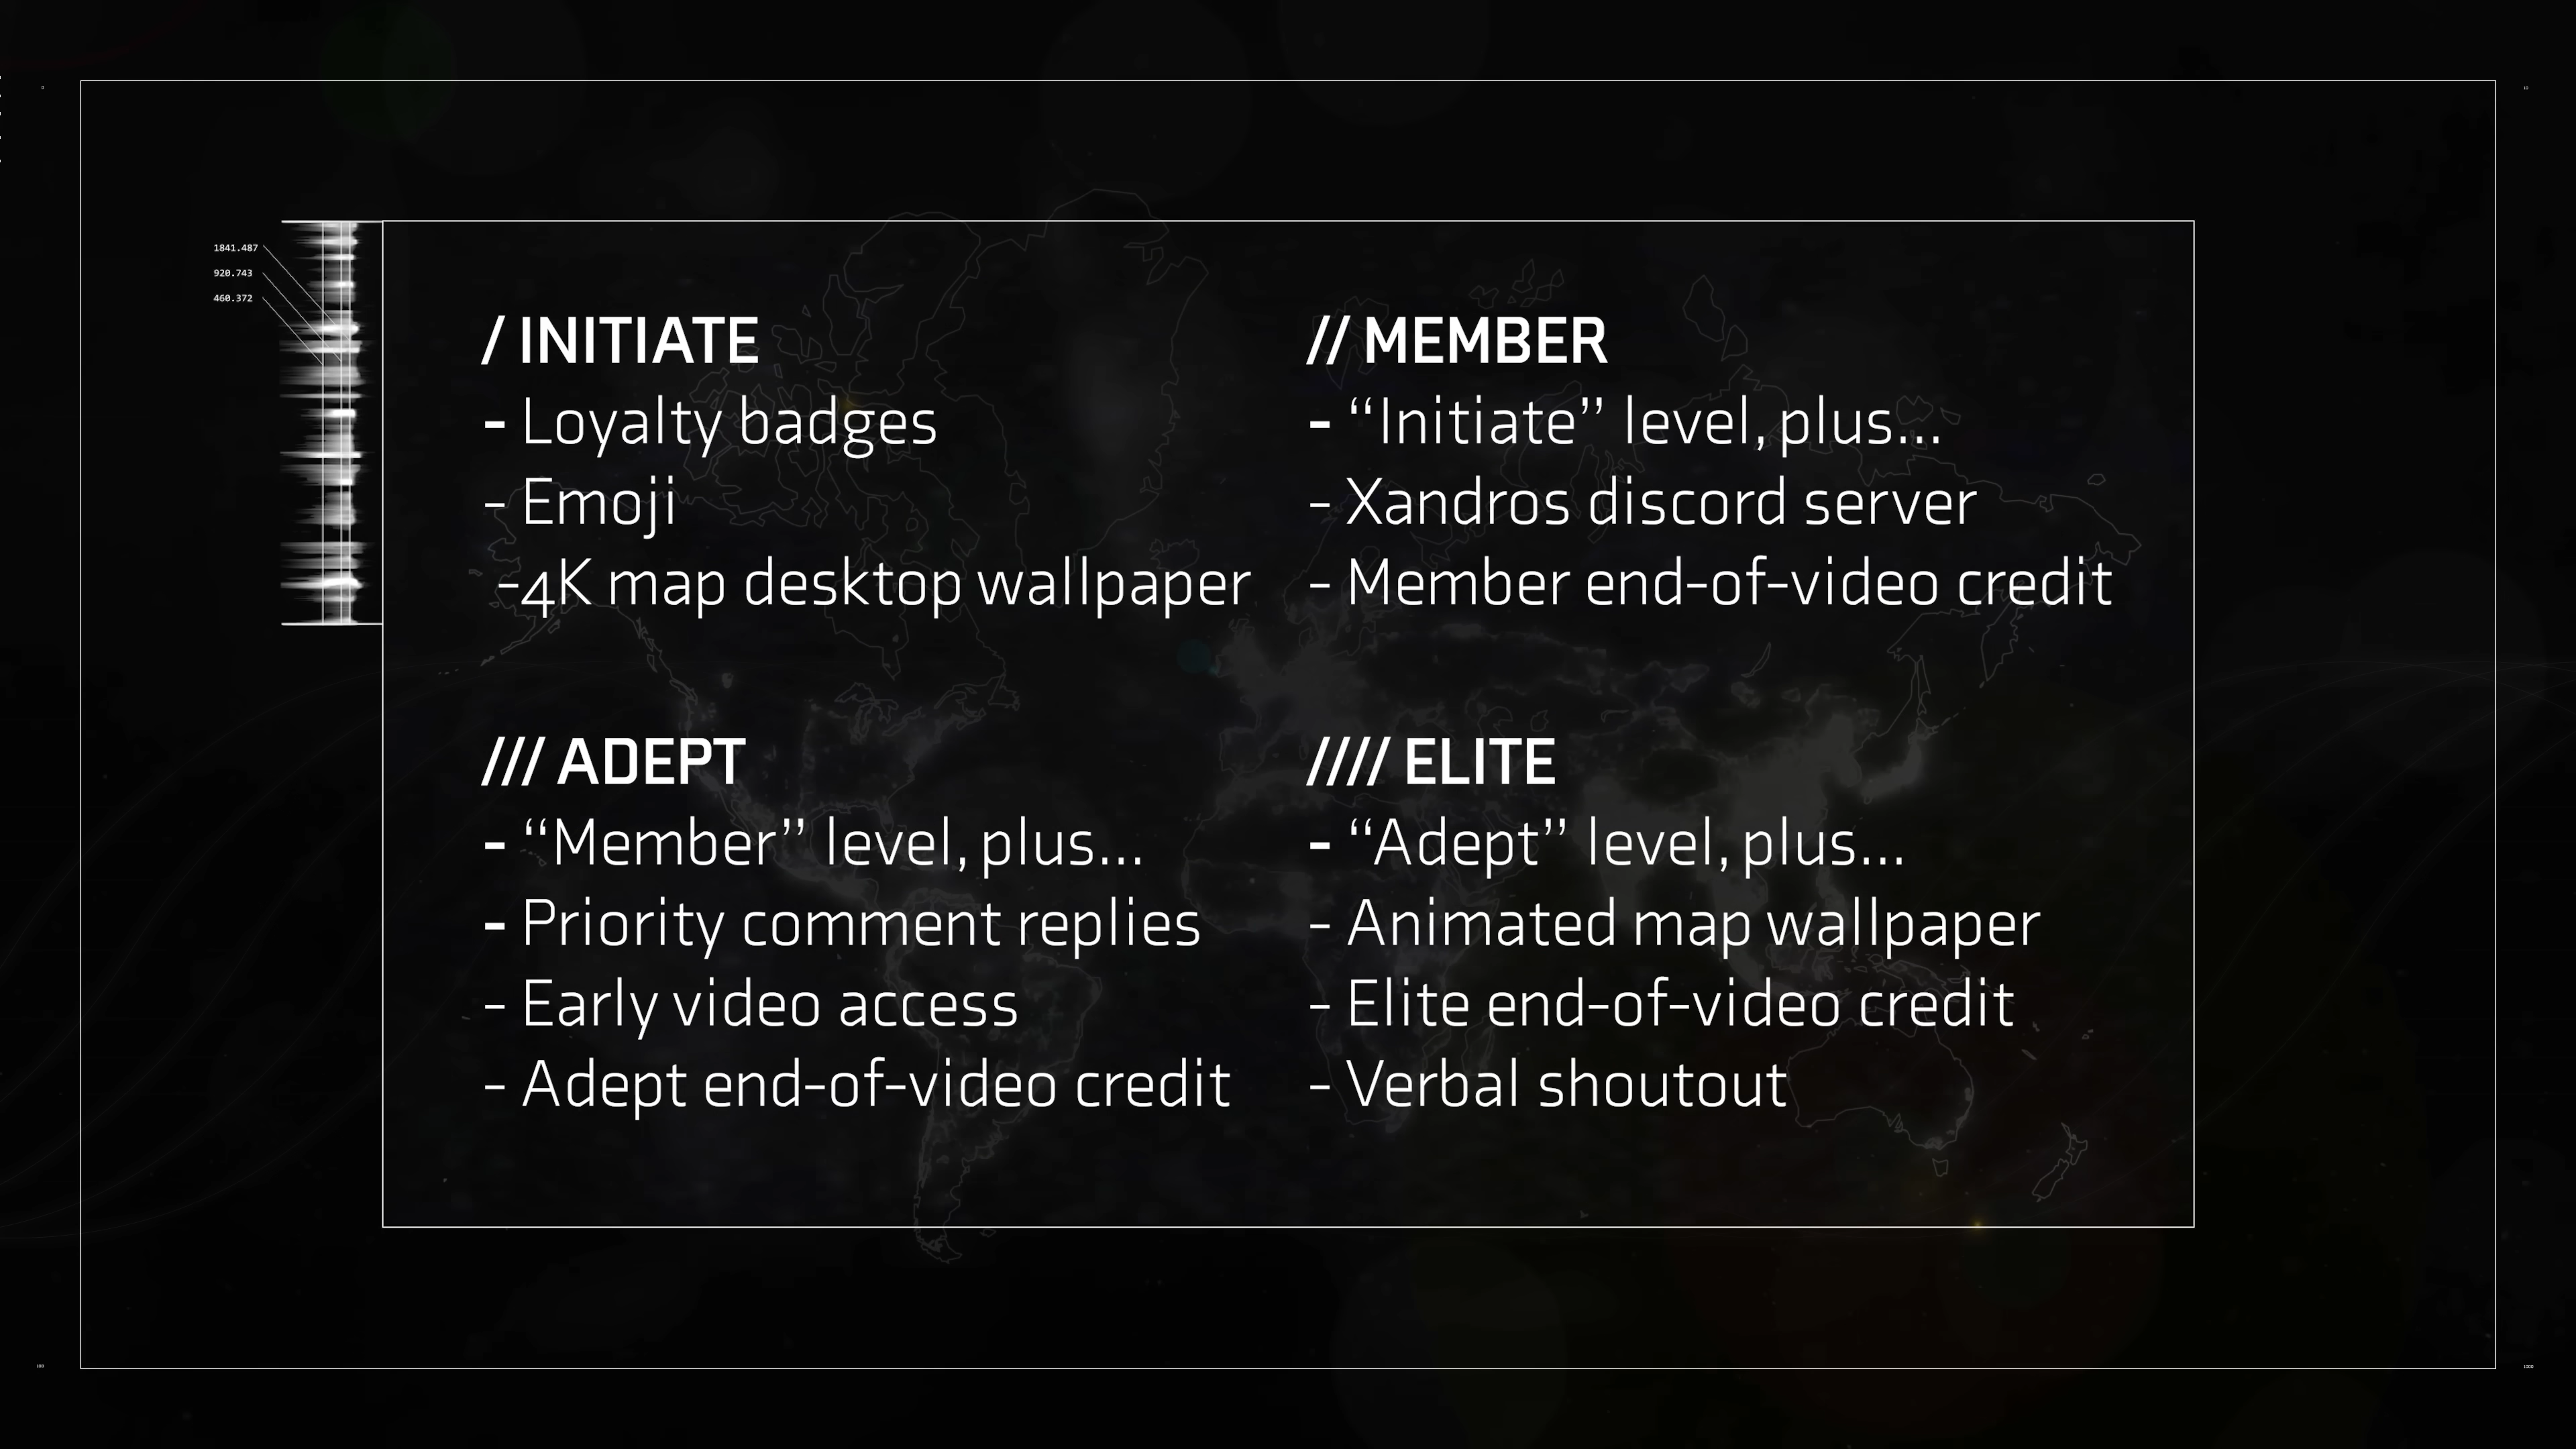 1841.487
920.743
460.372
/ INITIATE
- Loyalty badges
- Emoji
-4K map desktop wallpaper
// MEMBER
- “Initiate” level, plus...
- Xandros discord server
- Member end-of-video credit
/// ADEPT
- “Member” level, plus...
- Priority comment replies
- Early video access
- Adept end-of-video credit
//// ELITE
- “Adept” level, plus...
- Animated map wallpaper
- Elite end-of-video credit
- Verbal shoutout